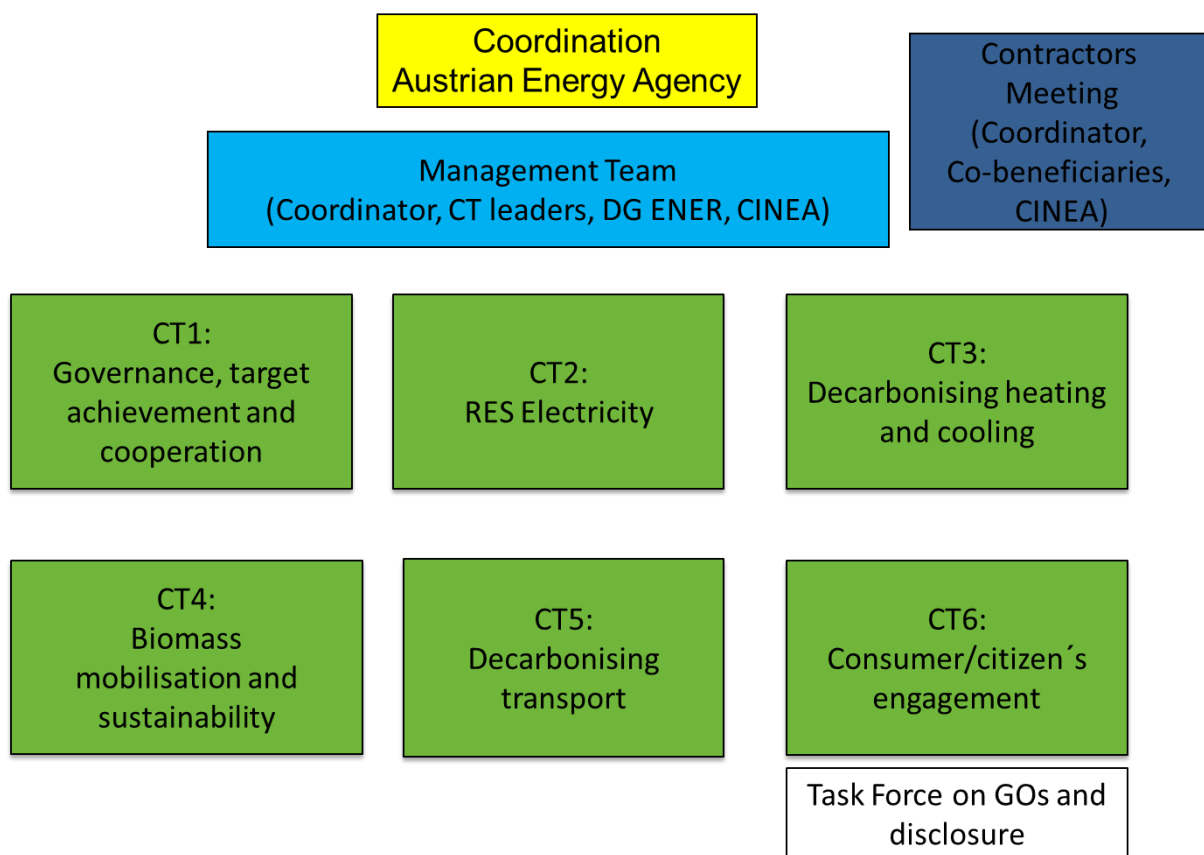 Coordination
Austrian Energy Agency
Contractors
Meeting
(Coordinator,
Co-beneficiaries,
CINEA)
Management Team
(Coordinator, CT leaders, DG ENER, CINEA)
CT1:
Governance, target
achievement and
cooperation
CT2:
RES Electricity
CT3:
Decarbonising heating
and cooling
CT4:
Biomass
mobilisation and
sustainability
CT5:
Decarbonising
transport
CT6:
Consumer/citizen´s
engagement
Task Force on GOs and
disclosure